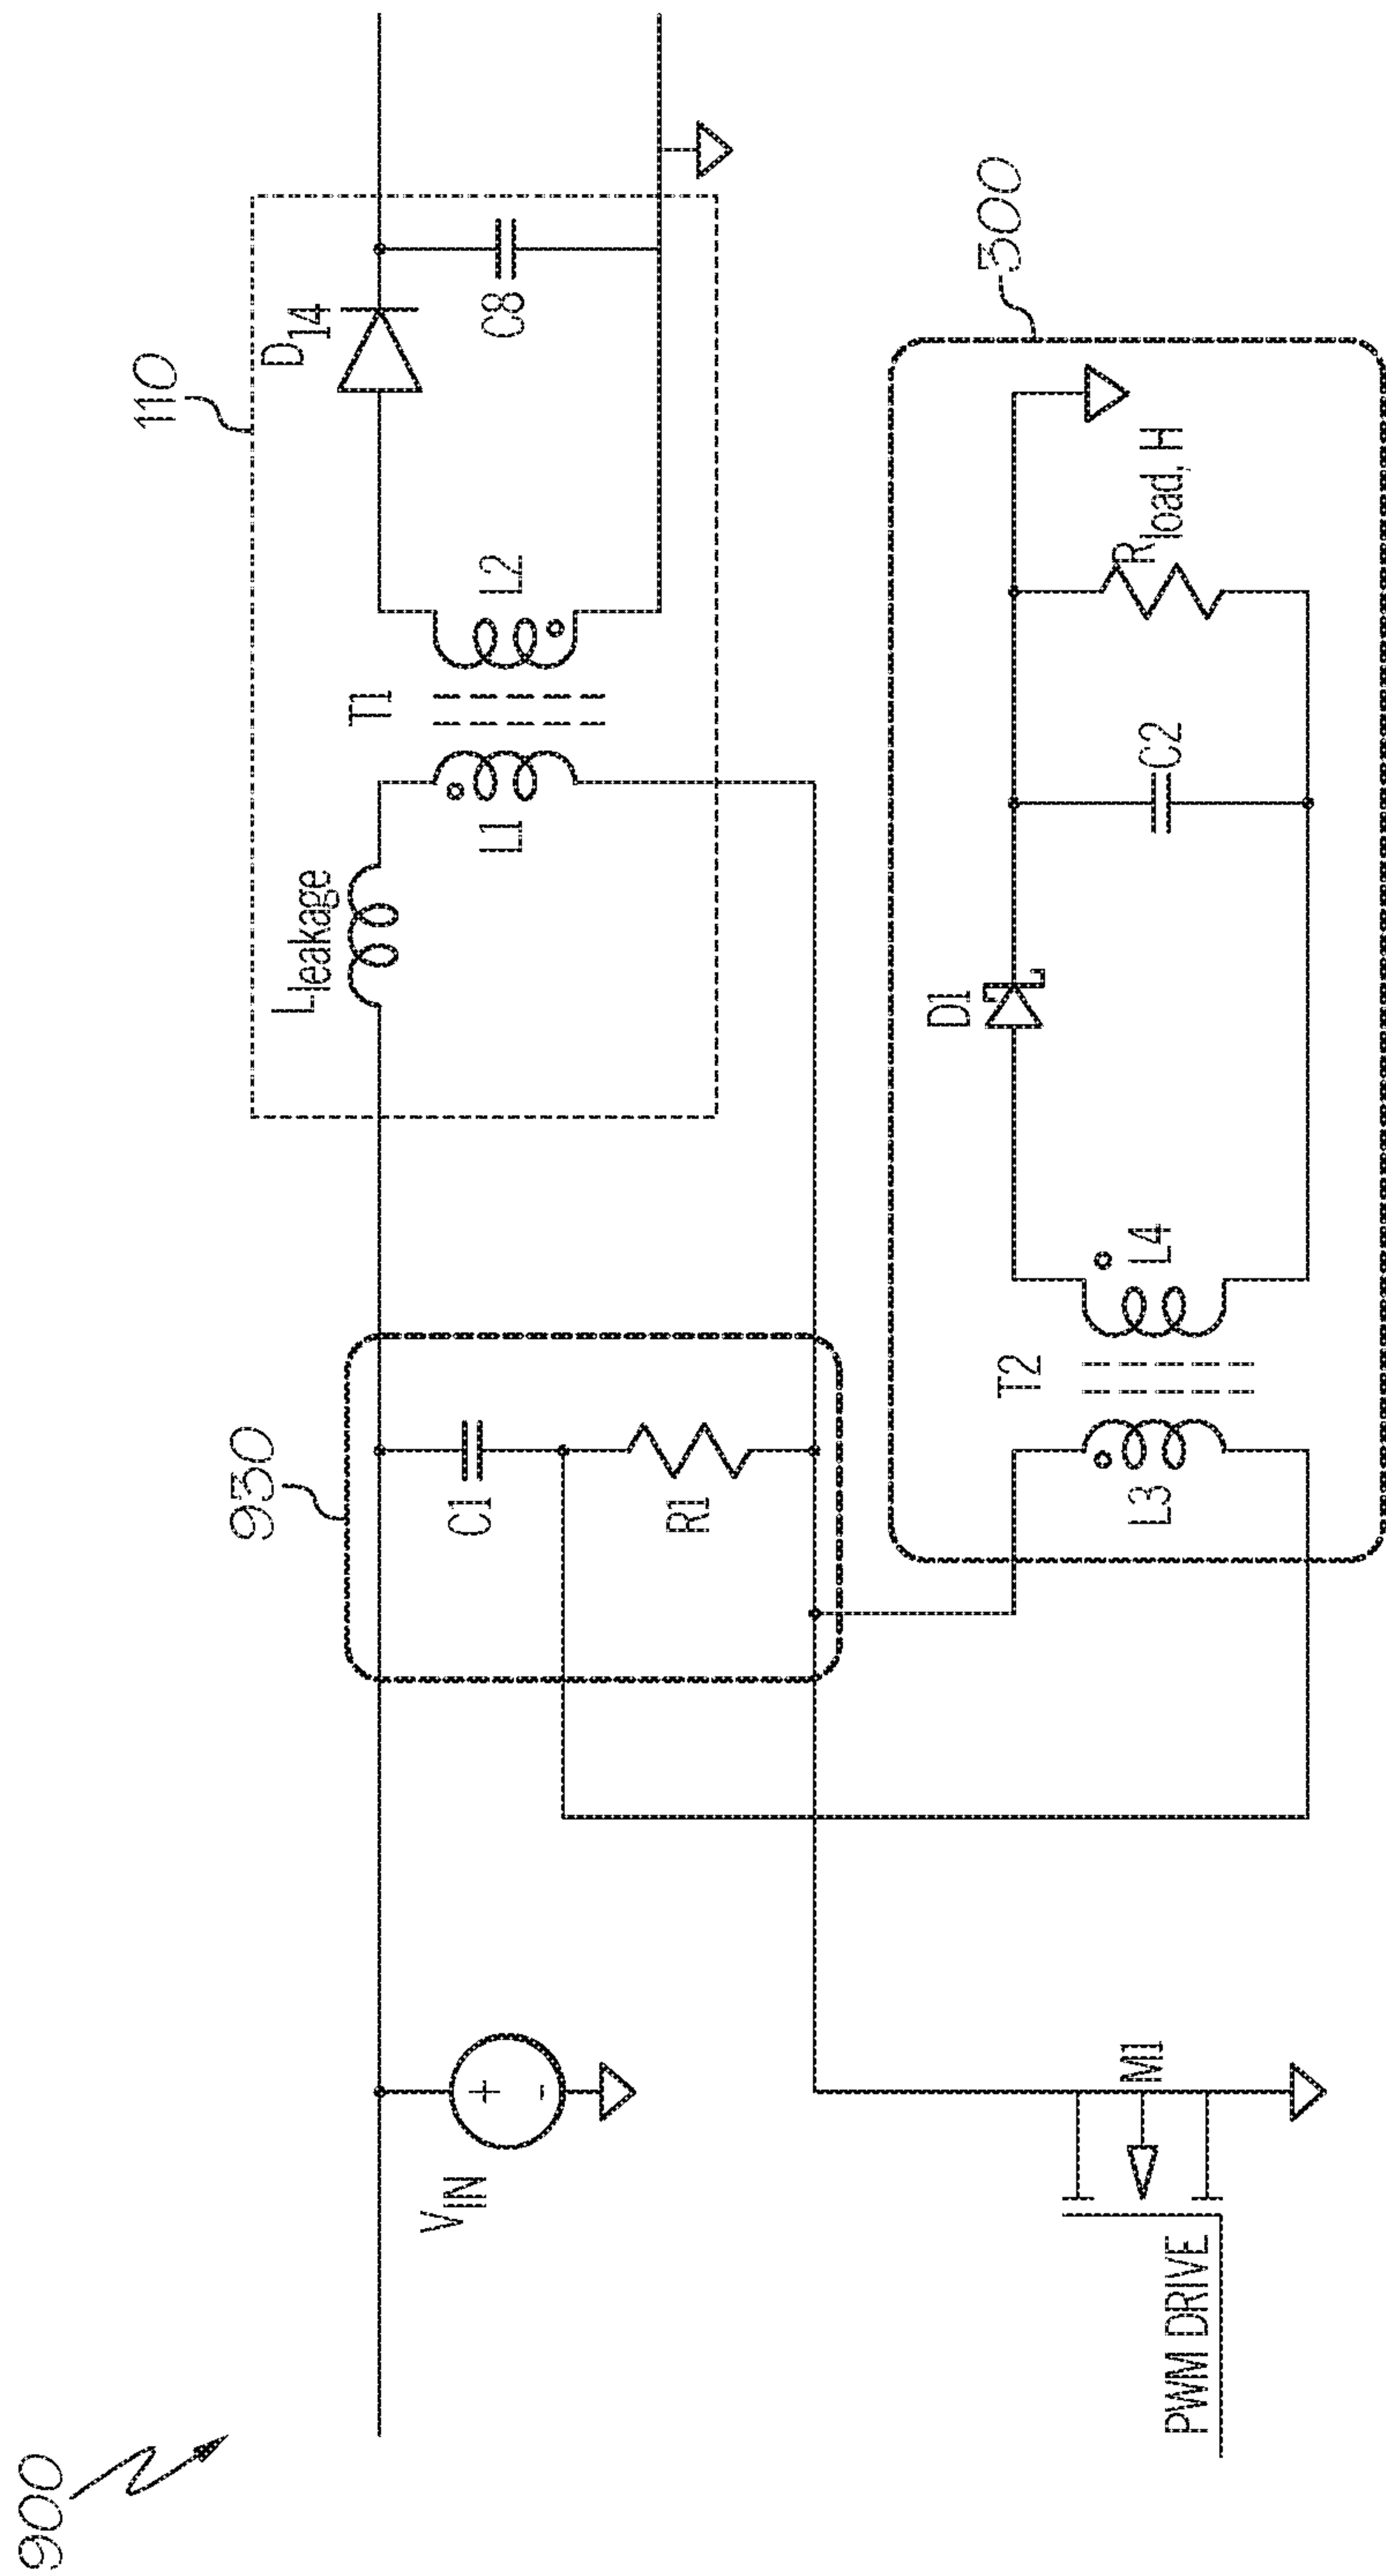 900
930
110
300
VIN
+
-
C1
R1
Lleakage
L1
T1
L2
D14
C8
PWM DRIVE
M1
L3
T2
L4
D1
C2
Rload, H